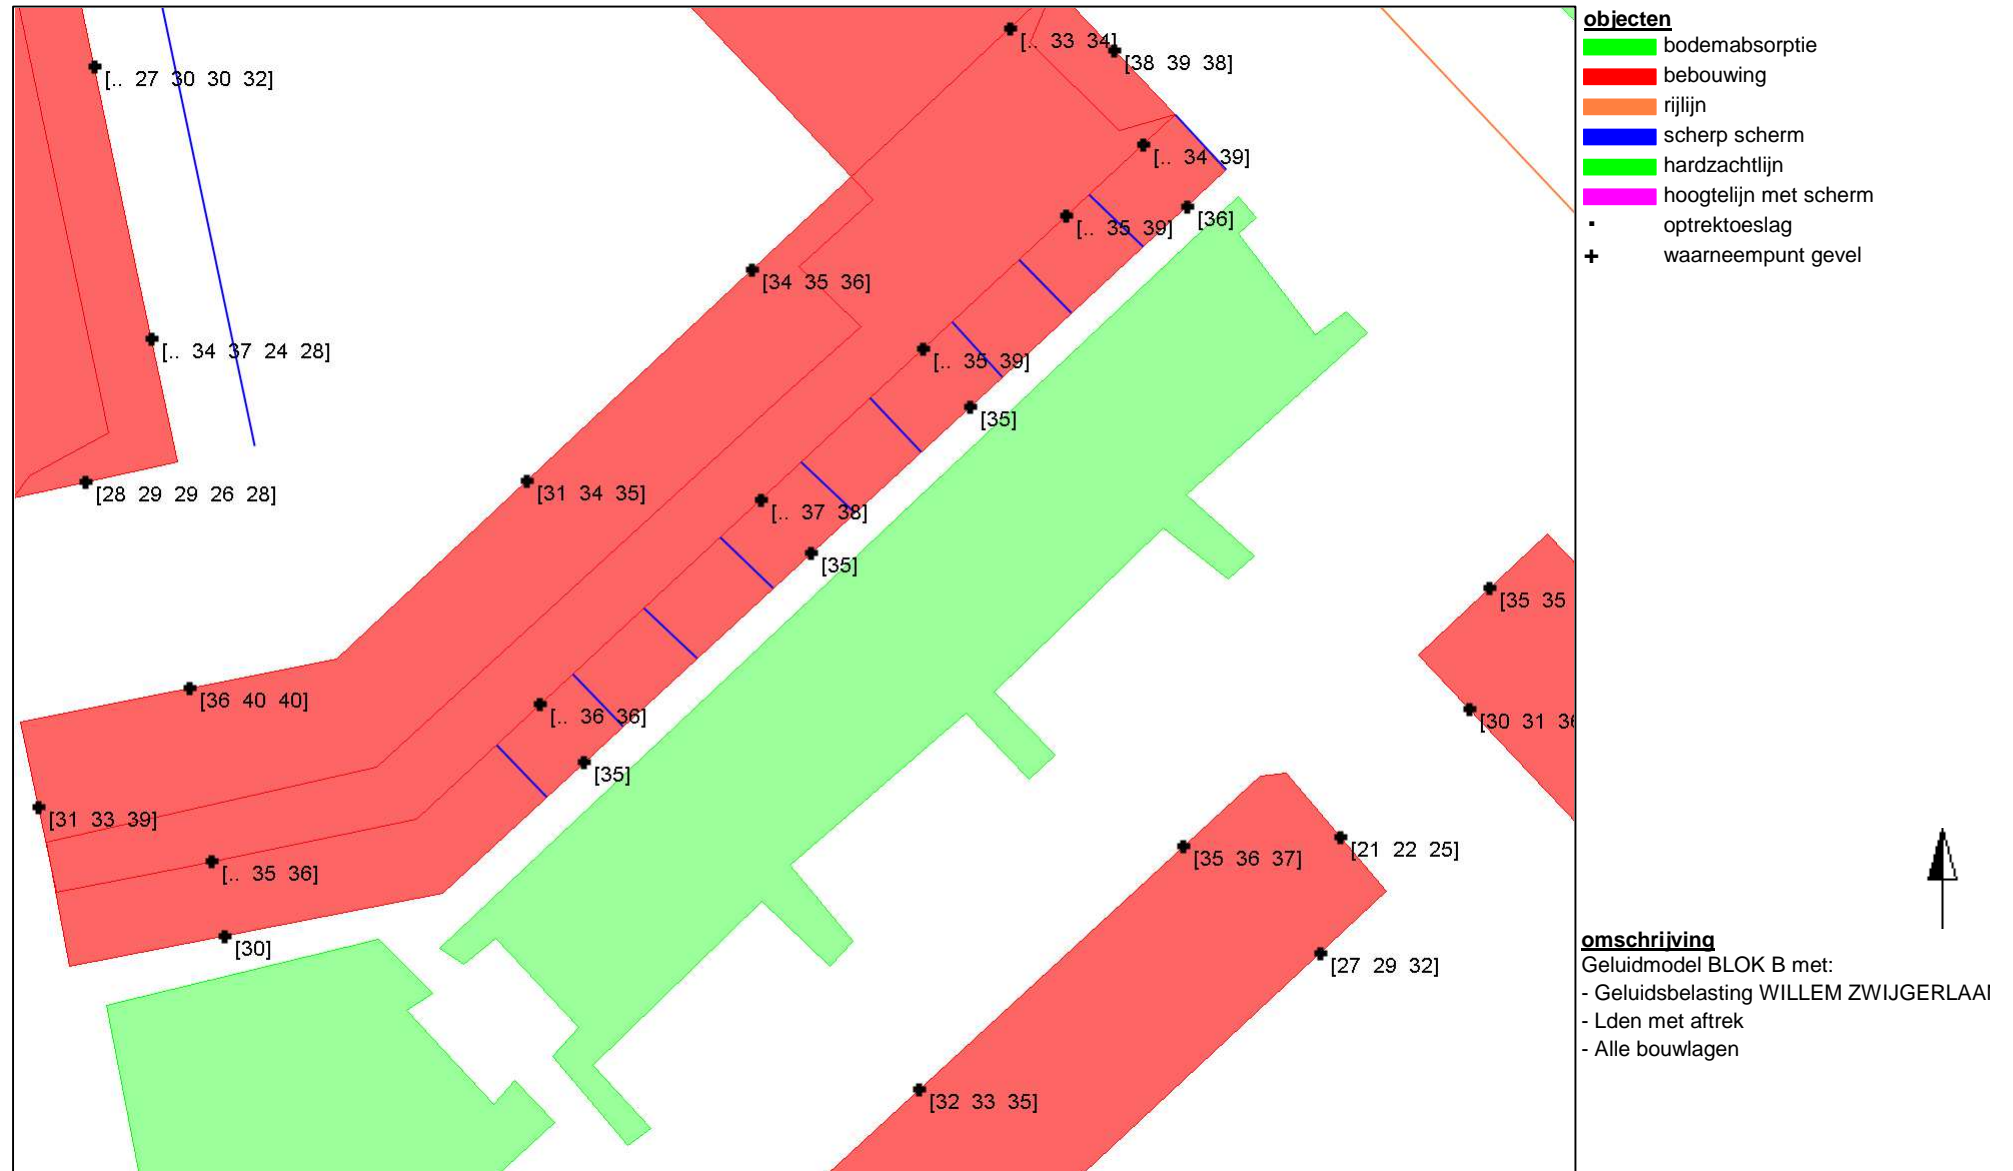 objecten
bodemabsorptie
bebouwing
rijlijn
scherp scherm
hardzachtlijn
hoogtelijn met scherm
optrektoeslag
waarneempunt gevel
[.. 33 34]
[38 39 38]
[.. 27 30 30 32]
[.. 34 39]
[36]
[.. 35 39]
[34 35 36]
[.. 34 37 24 28]
[.. 35 39]
[35]
[28 29 29 26 28]
[31 34 35]
[.. 37 38]
[35]
[35 35
[36 40 40]
[.. 36 36]
[30 31 36
[35]
[31 33 39]
[35 36 37]
[21 22 25]
[.. 35 36]
[30]
[27 29 32]
[32 33 35]
omschrijving
Geluidmodel BLOK B met:
- Geluidsbelasting WILLEM ZWIJGERLAAN
- Lden met aftrek
- Alle bouwlagen